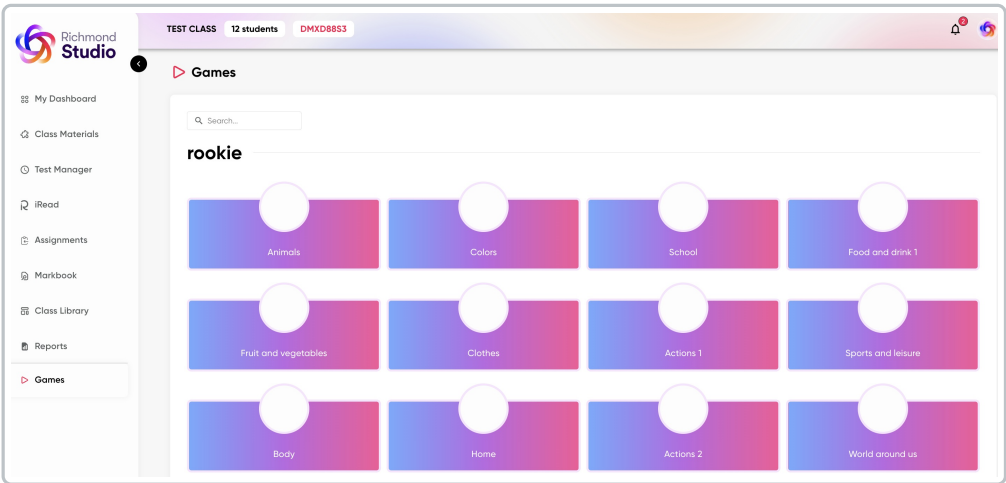 Richmond
Studio
TEST CLASS 12 students DMXD88S3
2
Games
My Dashboard
Class Materials
Test Manager
iRead
Assignments
Markbook
Class Library
Reports
Games
Search...
rookie
Animals Colors School Food and drink 1
Fruit and vegetables Clothes Actions 1 Sports and leisure
Body Home Actions 2 World around us